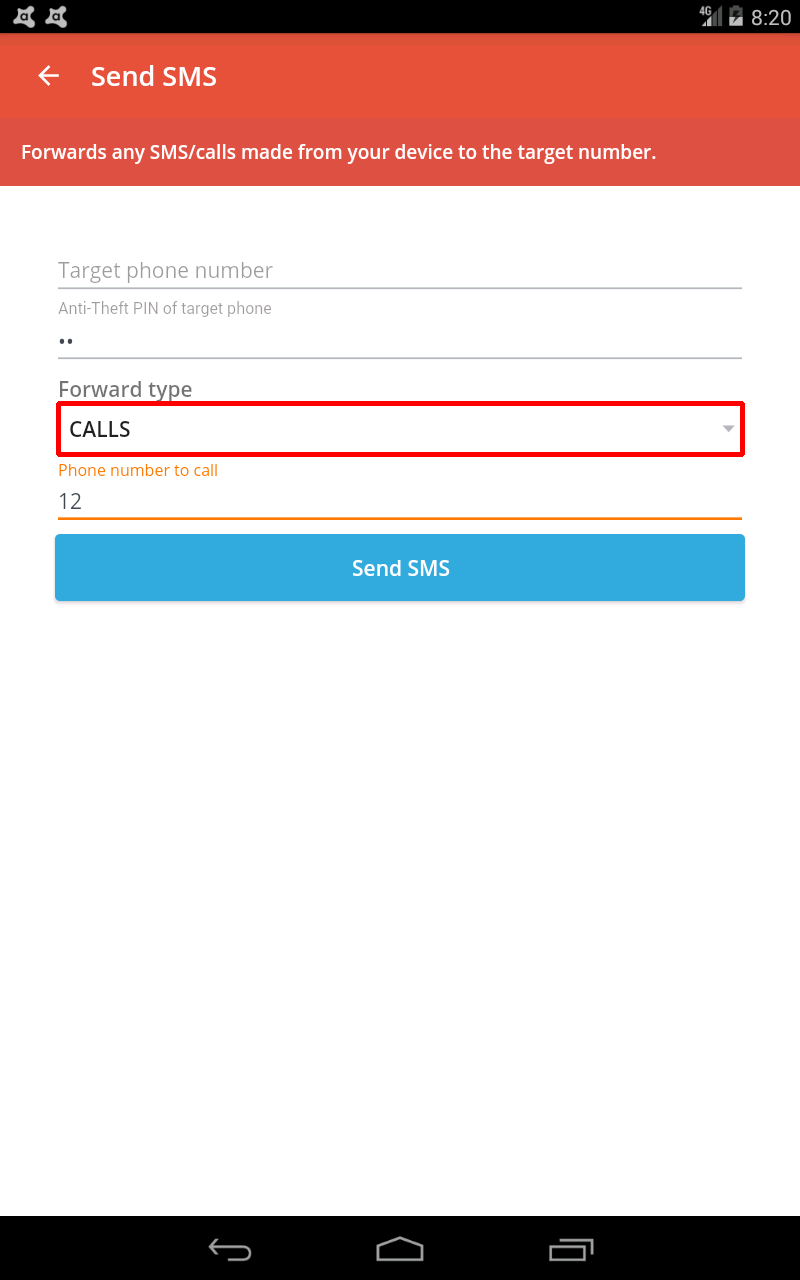 4G 8:20
Send SMS
Forwards any SMS/calls made from your device to the target number.
Target phone number
Anti-Theft PIN of target phone
••
Forward type
CALLS
Phone number to call
12
Send SMS